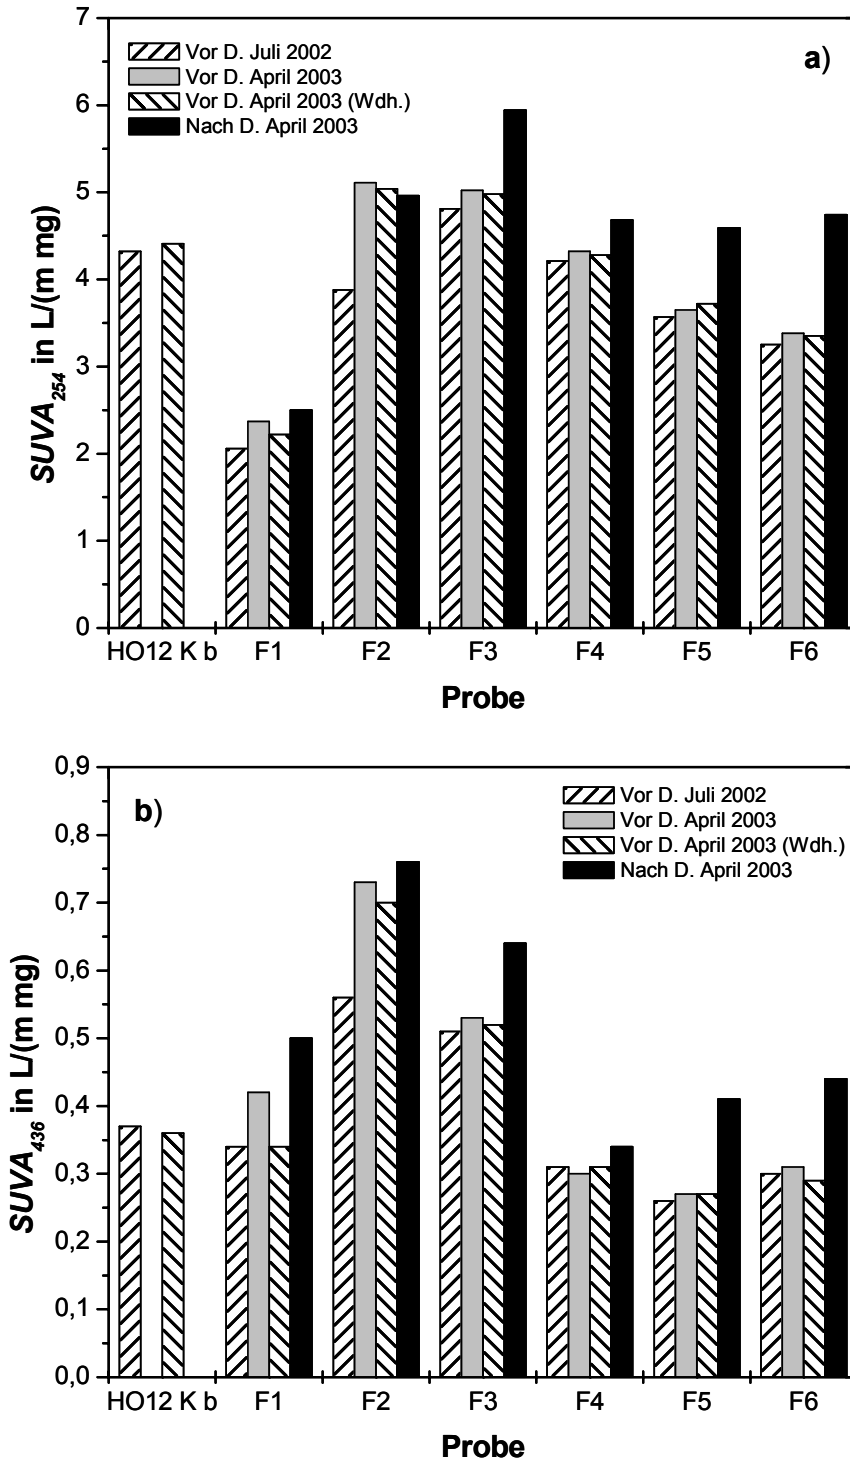 7
6
5
4
3
2
1
0
SUVA254 in L/(m mg)
Vor D. Juli 2002
Vor D. April 2003
Vor D. April 2003 (Wdh.)
Nach D. April 2003
a)
HO12 K b F1 F2 F3 F4 F5 F6
Probe
0,9
0,8
0,7
0,6
0,5
0,4
0,3
0,2
0,1
0,0
SUVA436 in L/(m mg)
b)
Vor D. Juli 2002
Vor D. April 2003
Vor D. April 2003 (Wdh.)
Nach D. April 2003
HO12 K b F1 F2 F3 F4 F5 F6
Probe